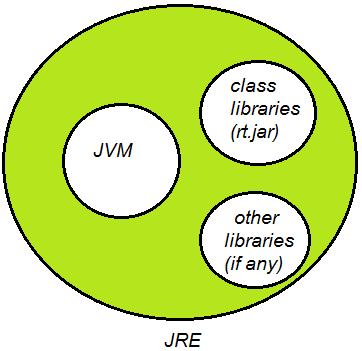 JVM
class
libraries
(rt.jar)
other
libraries
(if any)
JRE